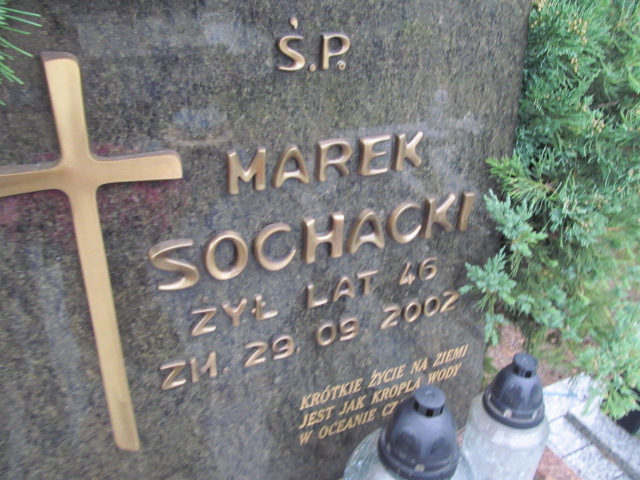 Ś.P.
MAREK
SOCHACKI
ŻYŁ LAT 46
ZM. 29.09.2002
KRÓTKIE ŻYCIE NA ZIEMI
JEST JAK KROPLA WODY
W OCEANIE